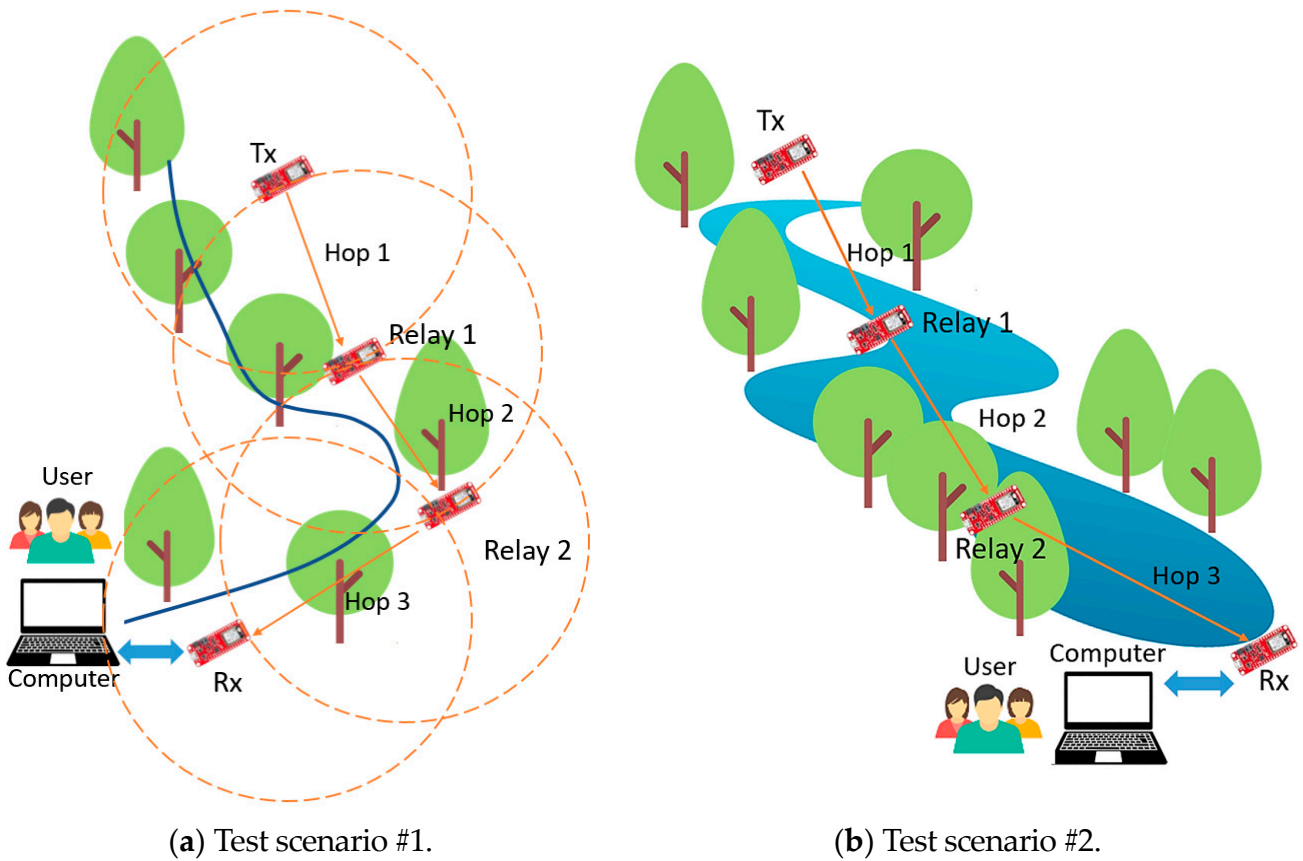 Tx
Hop 1
Relay 1
Hop 2
User
Relay 2
Hop 3
Computer
Rx
(a) Test scenario #1.
Tx
Hop 1
Relay 1
Hop 2
Relay 2
Hop 3
Computer
User
Rx
(b) Test scenario #2.